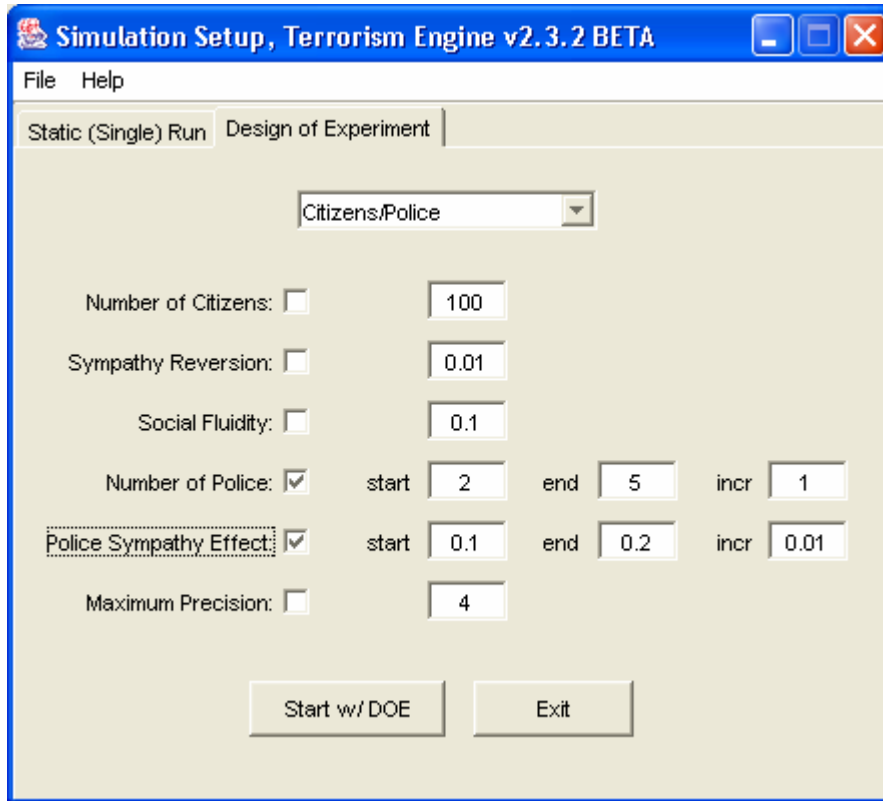 Simulation Setup, Terrorism Engine v2.3.2 BETA
File Help
Static (Single) Run Design of Experiment
Citizens/Police
Number of Citizens: 100
Sympathy Reversion: 0.01
Social Fluidity: 0.1
Number of Police: start 2 end 5 incr 1
Police Sympathy Effect: start 0.1 end 0.2 incr 0.01
Maximum Precision: 4
Start w/ DOE Exit